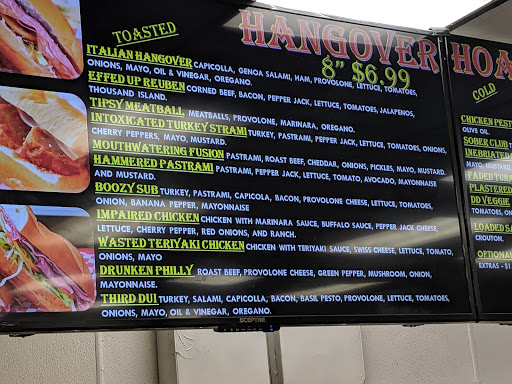 TOASTED
HANGOVER HOA
8" $6.99
ITALIAN HANGOVER CAPICOLLA, GENOA SALAMI, HAM, PROVOLONE, LETTUCE, TOMATOES,
ONIONS, MAYO, OIL & VINEGAR, OREGANO.
EFFED UP REUBEN CORNED BEEF, BACON, PEPPER JACK, LETTUCE, TOMATOES, JALAPENOS,
THOUSAND ISLAND.
TIPSY MEATBALL MEATBALLS, PROVOLONE, MARINARA, OREGANO.
INTOXICATED TURKEY STRAMI TURKEY, PASTRAMI, PEPPER JACK, LETTUCE, TOMATOES, ONIONS,
CHERRY PEPPERS, MAYO, MUSTARD.
MOUTHWATERING FUSION PASTRAMI, ROAST BEEF, CHEDDAR, ONIONS, PICKLES, MAYO, MUSTARD.
HAMMERED PASTRAMI PASTRAMI, PEPPER JACK, LETTUCE, TOMATO, AVOCADO, MAYONNAISE
AND MUSTARD.
BOOZY SUB TURKEY, PASTRAMI, CAPICOLA, BACON, PROVOLONE CHEESE, LETTUCE, TOMATOES,
ONION, BANANA PEPPER, MAYONNAISE
IMPAIRED CHICKEN CHICKEN WITH MARINARA SAUCE, BUFFALO SAUCE, PEPPER JACK CHEESE,
LETTUCE, CHERRY PEPPER, RED ONIONS, AND RANCH.
WASTED TERIYAKI CHICKEN CHICKEN WITH TERIYAKI SAUCE, SWISS CHEESE, LETTUCE, TOMATO,
ONIONS, MAYO
DRUNKEN PHILLY ROAST BEEF, PROVOLONE CHEESE, GREEN PEPPER, MUSHROOM, ONION,
MAYONNAISE.
THIRD DUI TURKEY, SALAMI, CAPICOLLA, BACON, BASIL PESTO, PROVOLONE, LETTUCE, TOMATOES,
ONIONS, MAYO, OIL & VINEGAR, OREGANO.
SCEPTRE
COLD
CHICKEN PEST
OLIVE OIL.
SOBER CLUB
INEBRIATED
MAYO, MUSTARD,
FADED TUNA
PLASTERED
DD VEGGIE
TOMATOES, ON
LOADED SA
CROUTON.
OPTIONA
EXTRAS - $1